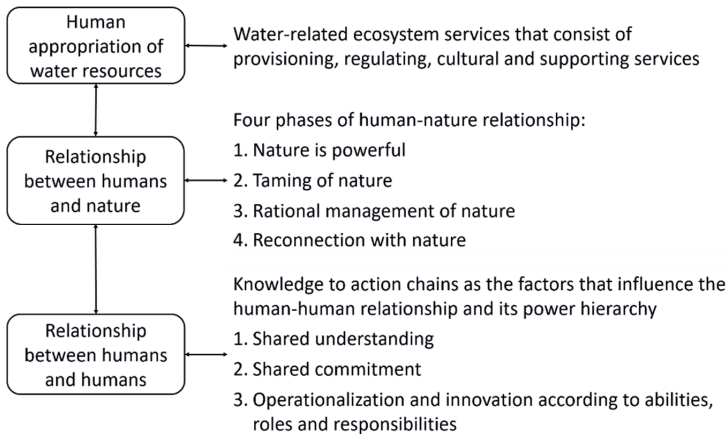 Human
appropriation of
water resources
Water-related ecosystem services that consist of
provisioning, regulating, cultural and supporting services
Relationship
between humans
and nature
Four phases of human-nature relationship:
1. Nature is powerful
2. Taming of nature
3. Rational management of nature
4. Reconnection with nature
Relationship
between humans
and humans
Knowledge to action chains as the factors that influence the
human-human relationship and its power hierarchy
1. Shared understanding
2. Shared commitment
3. Operationalization and innovation according to abilities,
roles and responsibilities